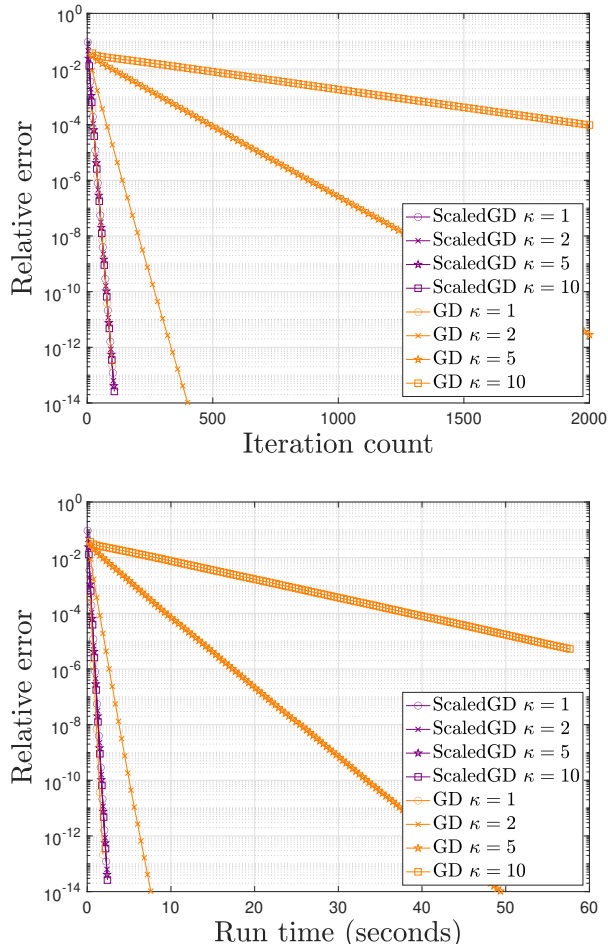 10^0
10^-2
10^-4
10^-6
10^-8
10^-10
10^-12
10^-14
Relative error
0 500 1000 1500 2000
Iteration count
ScaledGD κ = 1
ScaledGD κ = 2
ScaledGD κ = 5
ScaledGD κ = 10
GD κ = 1
GD κ = 2
GD κ = 5
GD κ = 10
10^0
10^-2
10^-4
10^-6
10^-8
10^-10
10^-12
10^-14
Relative error
0 10 20 30 40 50 60
Run time (seconds)
ScaledGD κ = 1
ScaledGD κ = 2
ScaledGD κ = 5
ScaledGD κ = 10
GD κ = 1
GD κ = 2
GD κ = 5
GD κ = 10